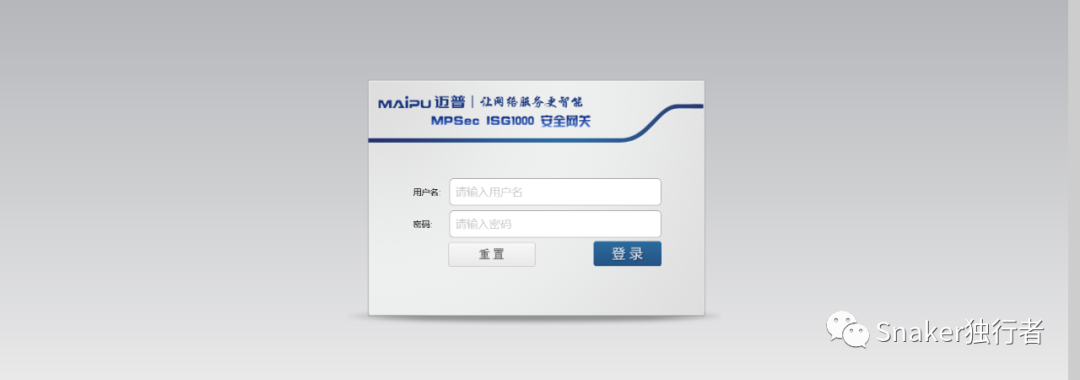 MAIPU 迈普 | 让网络服务更智能
MPSec ISG1000 安全网关
用户名: 请输入用户名
密码: 请输入密码
重置 登录
Snaker独行者